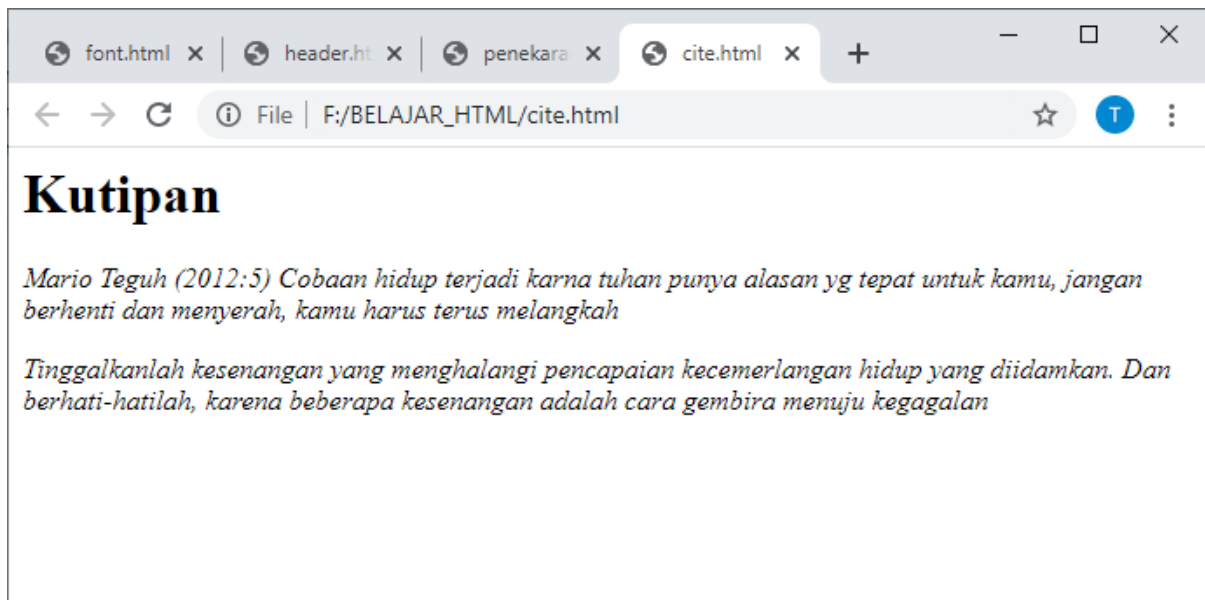 font.html header.ht penekara cite.html
File F:/BELAJAR_HTML/cite.html T
Kutipan
Mario Teguh (2012:5) Cobaan hidup terjadi karna tuhan punya alasan yg tepat untuk kamu, jangan
berhenti dan menyerah, kamu harus terus melangkah
Tinggalkanlah kesenangan yang menghalangi pencapaian kecemerlangan hidup yang diidamkan. Dan
berhati-hatilah, karena beberapa kesenangan adalah cara gembira menuju kegagalan